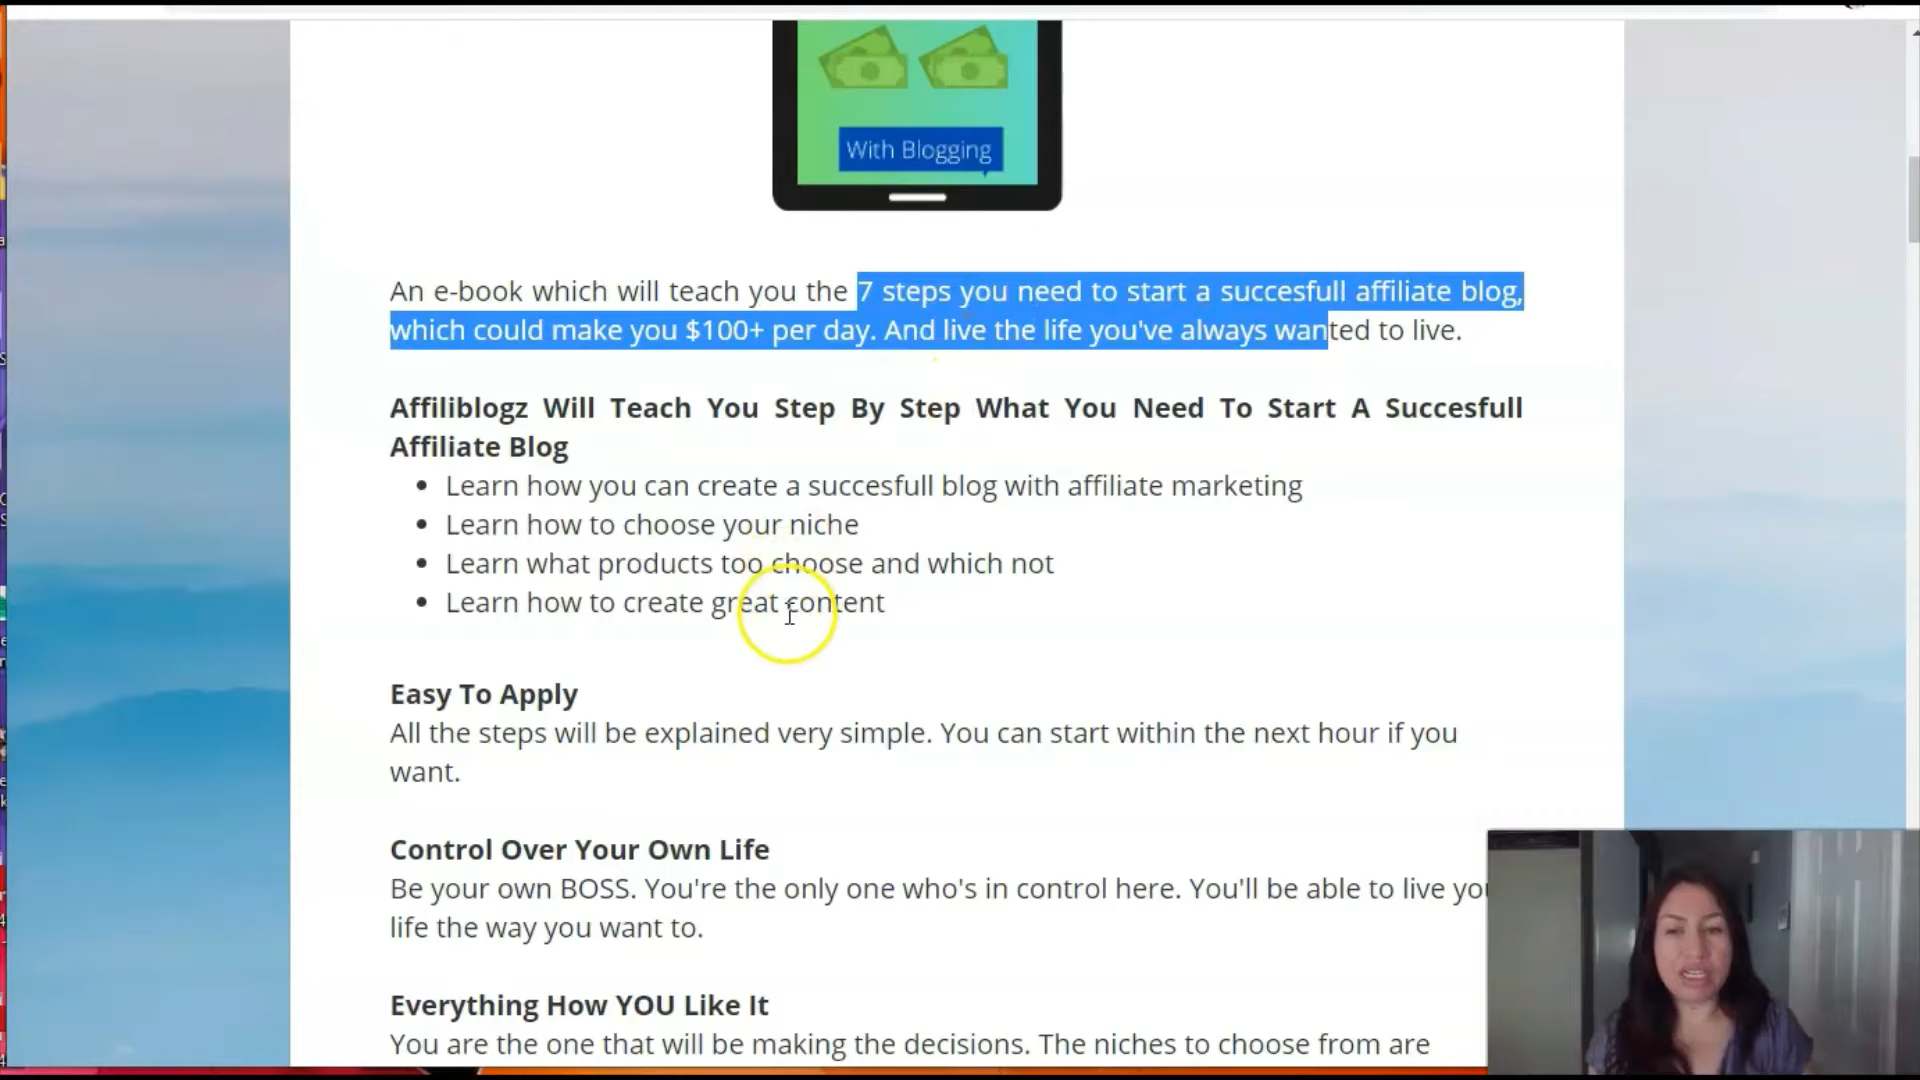 With Blogging
An e-book which will teach you the 7 steps you need to start a succesfull affiliate blog,
which could make you $100+ per day. And live the life you've always wanted to live.
Affiliblogz Will Teach You Step By Step What You Need To Start A Succesfull
Affiliate Blog
Learn how you can create a succesfull blog with affiliate marketing
Learn how to choose your niche
Learn what products too choose and which not
Learn how to create great content
Easy To Apply
All the steps will be explained very simple. You can start within the next hour if you
want.
Control Over Your Own Life
Be your own BOSS. You're the only one who's in control here. You'll be able to live
life the way you want to.
Everything How YOU Like It
You are the one that will be making the decisions. The niches to choose from are